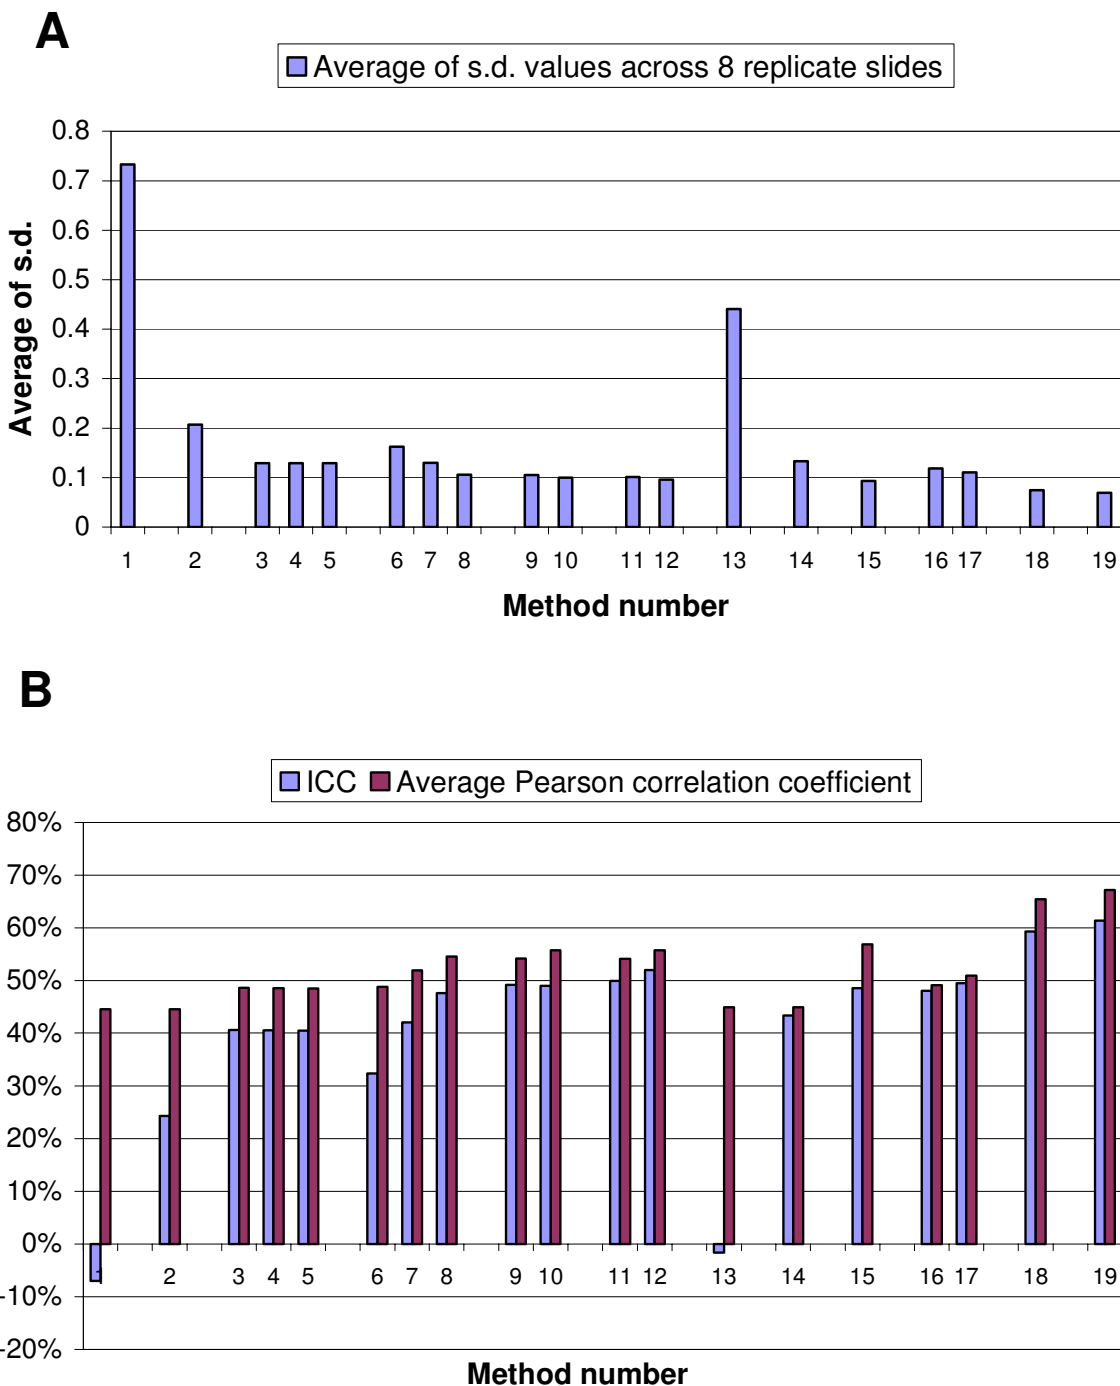 A
Average of s.d. values across 8 replicate slides
0.8
0.7
0.6
0.5
0.4
0.3
0.2
0.1
0
Average of s.d.
1 2 3 4 5 6 7 8 9 10 11 12 13 14 15 16 17 18 19
Method number
B
ICC Average Pearson correlation coefficient
80%
70%
60%
50%
40%
30%
20%
10%
0%
-10%
-20%
1 2 3 4 5 6 7 8 9 10 11 12 13 14 15 16 17 18 19
Method number